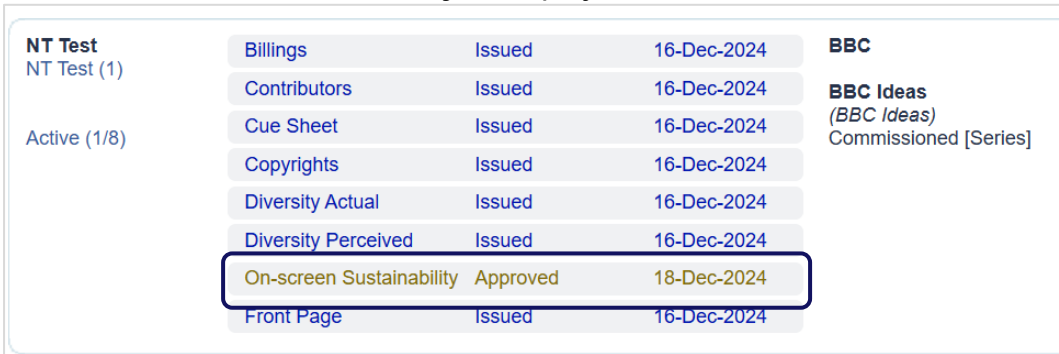 NT Test
NT Test (1)
Active (1/8)
Billings Issued 16-Dec-2024
Contributors Issued 16-Dec-2024
Cue Sheet Issued 16-Dec-2024
Copyrights Issued 16-Dec-2024
Diversity Actual Issued 16-Dec-2024
Diversity Perceived Issued 16-Dec-2024
On-screen Sustainability Approved 18-Dec-2024
Front Page Issued 16-Dec-2024
BBC
BBC Ideas
(BBC Ideas)
Commissioned [Series]